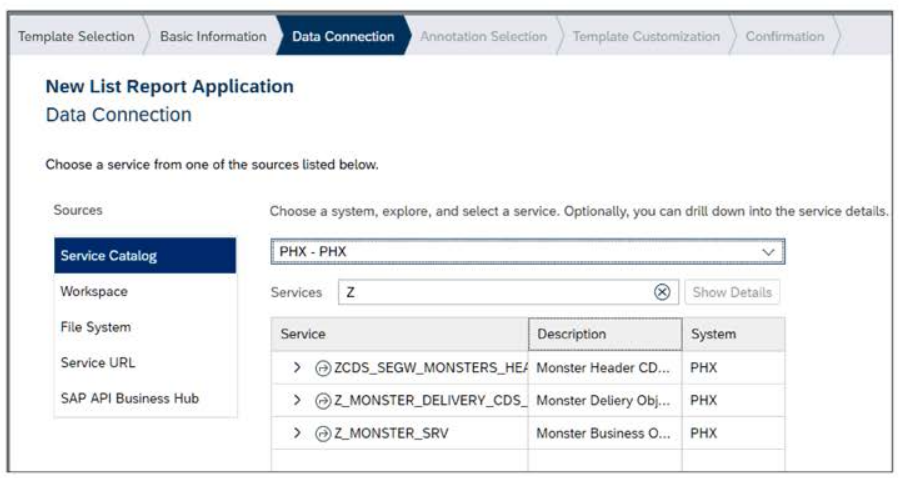 Template Selection Basic Information Data Connection Annotation Selection Template Customization Confirmation
New List Report Application
Data Connection
Choose a service from one of the sources listed below.
Sources
Service Catalog
Workspace
File System
Service URL
SAP API Business Hub
Choose a system, explore, and select a service. Optionally, you can drill down into the service details.
PHX - PHX
Services Z Show Details
Service Description System
ZCDS_SEGW_MONSTERS_HEA Monster Header CD... PHX
Z_MONSTER_DELIVERY_CDS_ Monster Deliery Obj... PHX
Z_MONSTER_SRV Monster Business O... PHX